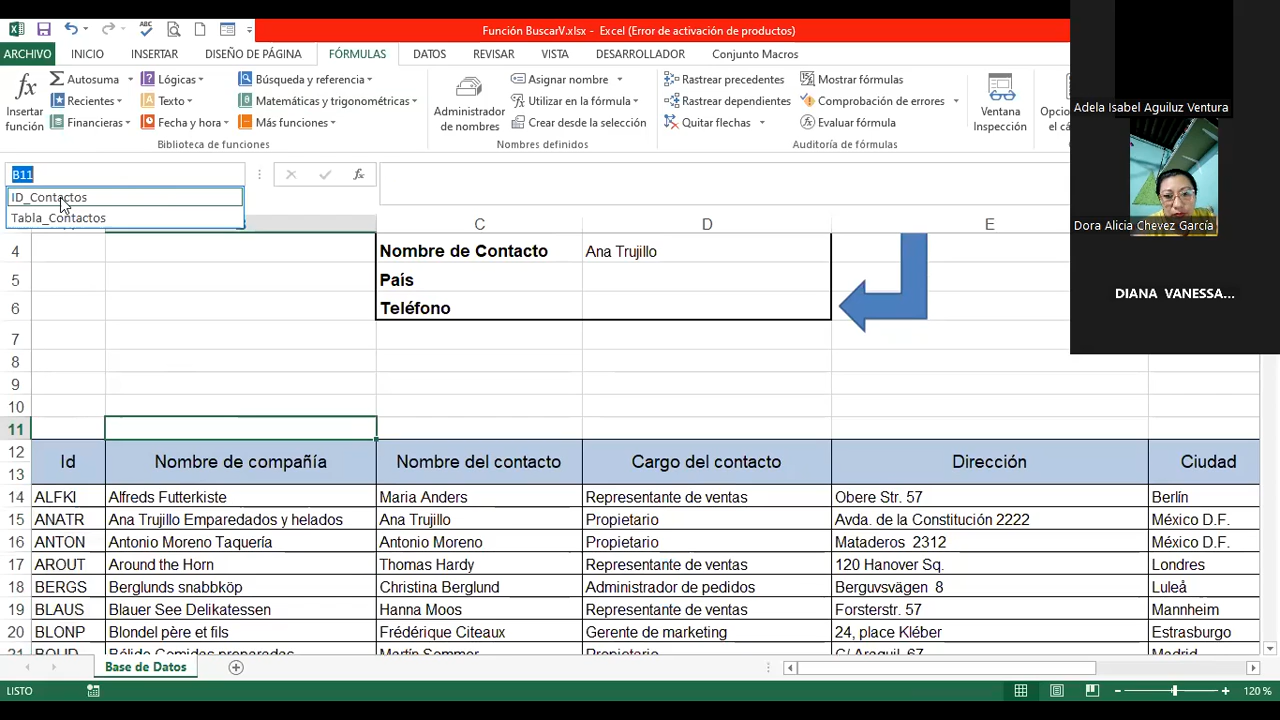 Función BuscarV.xlsx - Excel (Error de activación de productos)
ARCHIVO INICIO INSERTAR DISEÑO DE PÁGINA FÓRMULAS DATOS REVISAR VISTA DESARROLLADOR Conjunto Macros
Autosuma Lógicas Búsqueda y referencia Asignar nombre Rastrear precedentes Mostrar fórmulas
Insertar función Recientes Texto Matemáticas y trigonométricas Administrador de nombres Utilizar en la fórmula Rastrear dependientes Comprobación de errores Ventana Inspección
Financieras Fecha y hora Más funciones Crear desde la selección Quitar flechas Evaluar fórmula
Biblioteca de funciones Nombres definidos Auditoría de fórmulas
Adela Isabel Aguiluz Ventura
Dora Alicia Chevez García
DIANA VANESSA...
B11 fx
ID_Contactos
Tabla_Contactos
C D E
4 Nombre de Contacto Ana Trujillo
5 País
6 Teléfono
7
8
9
10
11
12
13
Id Nombre de compañía Nombre del contacto Cargo del contacto Dirección Ciudad
14 ALFKI Alfreds Futterkiste Maria Anders Representante de ventas Obere Str. 57 Berlín
15 ANATR Ana Trujillo Emparedados y helados Ana Trujillo Propietario Avda. de la Constitución 2222 México D.F.
16 ANTON Antonio Moreno Taquería Antonio Moreno Propietario Mataderos 2312 México D.F.
17 AROUT Around the Horn Thomas Hardy Representante de ventas 120 Hanover Sq. Londres
18 BERGS Berglunds snabbköp Christina Berglund Administrador de pedidos Berguvsvägen 8 Luleå
19 BLAUS Blauer See Delikatessen Hanna Moos Representante de ventas Forsterstr. 57 Mannheim
20 BLONP Blondel père et fils Frédérique Citeaux Gerente de marketing 24, place Kléber Estrasburgo
Base de Datos
LISTO 120 %